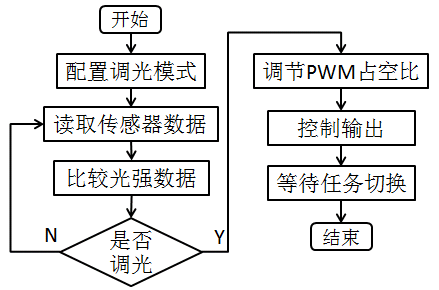 开始
配置调光模式
读取传感器数据
比较光强数据
是否
调光
N
Y
调节PWM占空比
控制输出
等待任务切换
结束